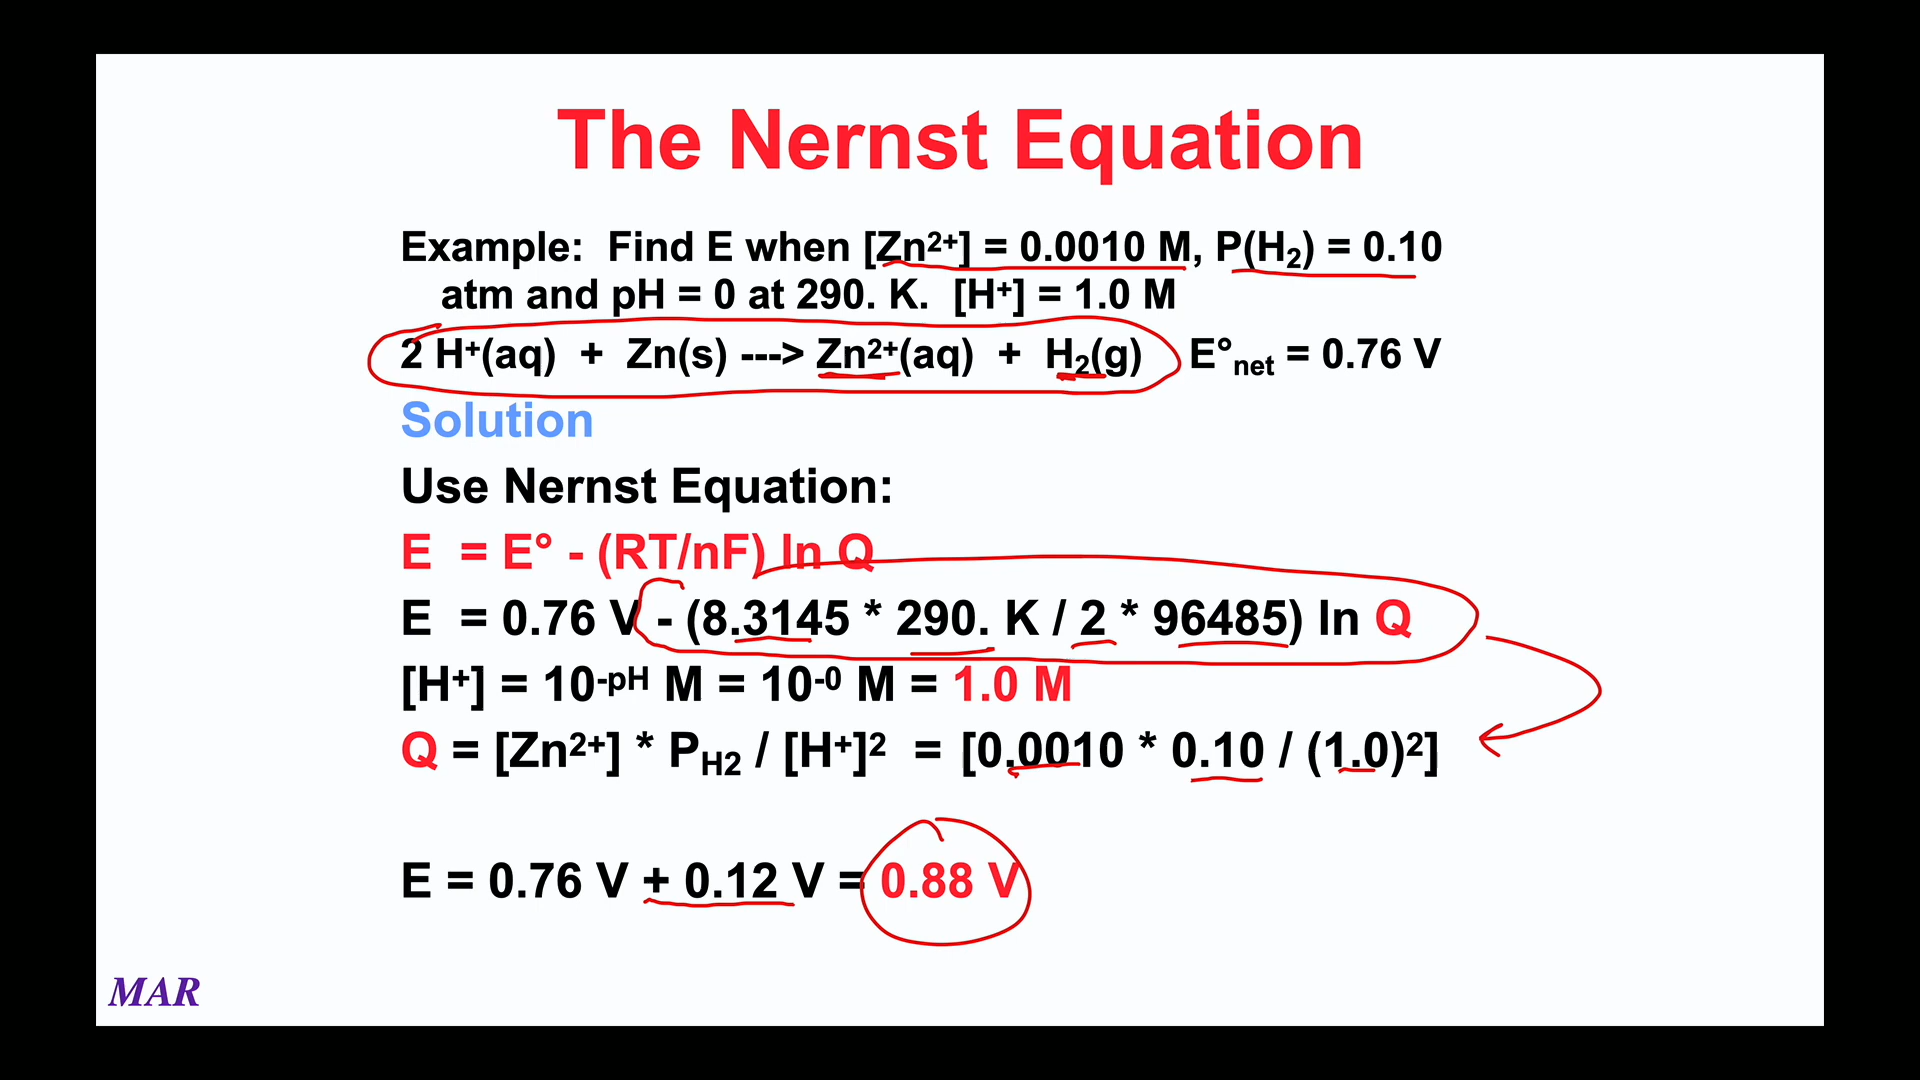 The Nernst Equation
Example: Find E when [Zn²⁺] = 0.0010 M, P(H₂) = 0.10
atm and pH = 0 at 290. K. [H⁺] = 1.0 M
2 H⁺(aq) + Zn(s) ---> Zn²⁺(aq) + H₂(g) E°net = 0.76 V
Solution
Use Nernst Equation:
E = E° - (RT/nF) ln Q
E = 0.76 V - (8.3145 * 290. K / 2 * 96485) ln Q
[H⁺] = 10⁻ᵖᴴ M = 10⁻⁰ M = 1.0 M
Q = [Zn²⁺] * PH2 / [H⁺]² = [0.0010 * 0.10 / (1.0)²]
E = 0.76 V + 0.12 V = 0.88 V
MAR